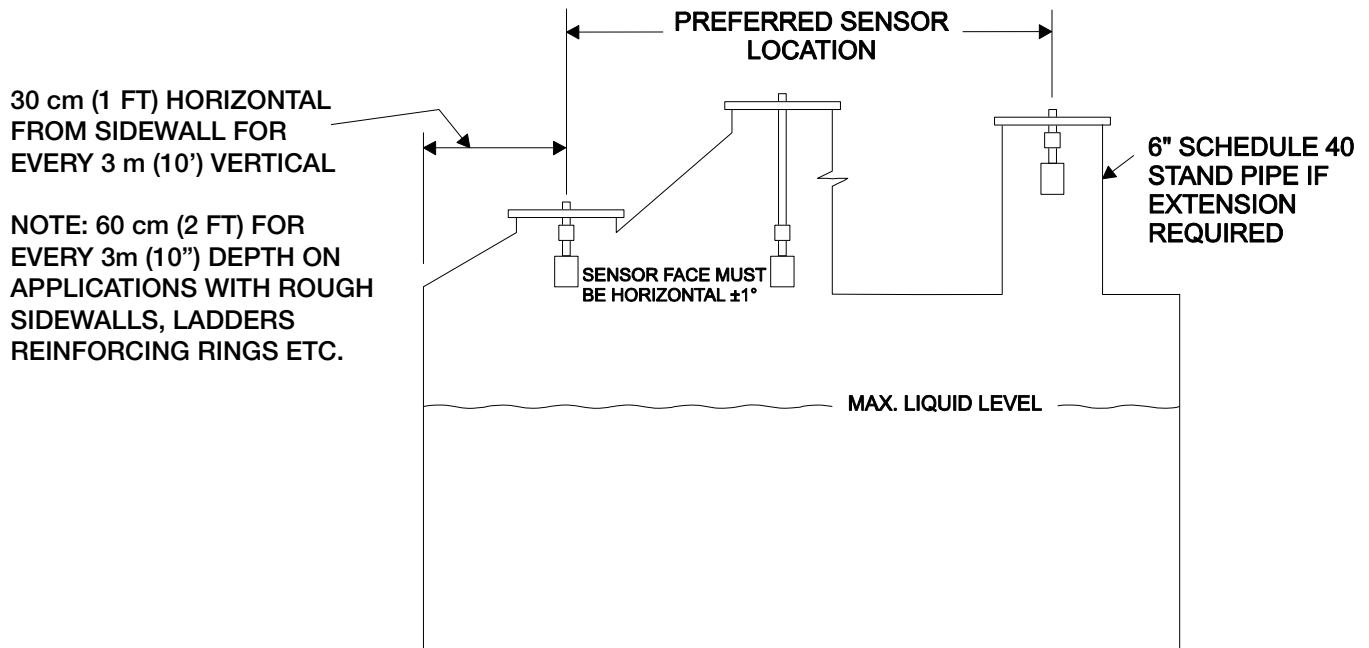 PREFERRED SENSOR
LOCATION
30 cm (1 FT) HORIZONTAL
FROM SIDEWALL FOR
EVERY 3 m (10') VERTICAL
NOTE: 60 cm (2 FT) FOR
EVERY 3m (10”) DEPTH ON
APPLICATIONS WITH ROUGH
SIDEWALLS, LADDERS
REINFORCING RINGS ETC.
6" SCHEDULE 40
STAND PIPE IF
EXTENSION
REQUIRED
SENSOR FACE MUST
BE HORIZONTAL ±1°
MAX. LIQUID LEVEL